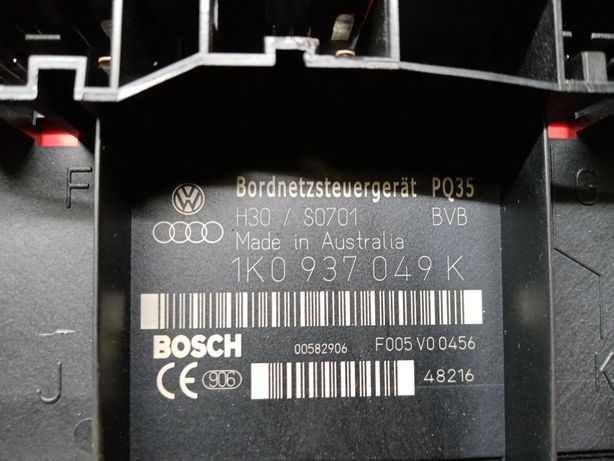 F
G
Bordnetzsteuergerät PQ35
H30 / S0701 BVB
Made in Australia
1K0 937 049 K
BOSCH 00582906 F005 V0 0456
CE 906 48216
J
K